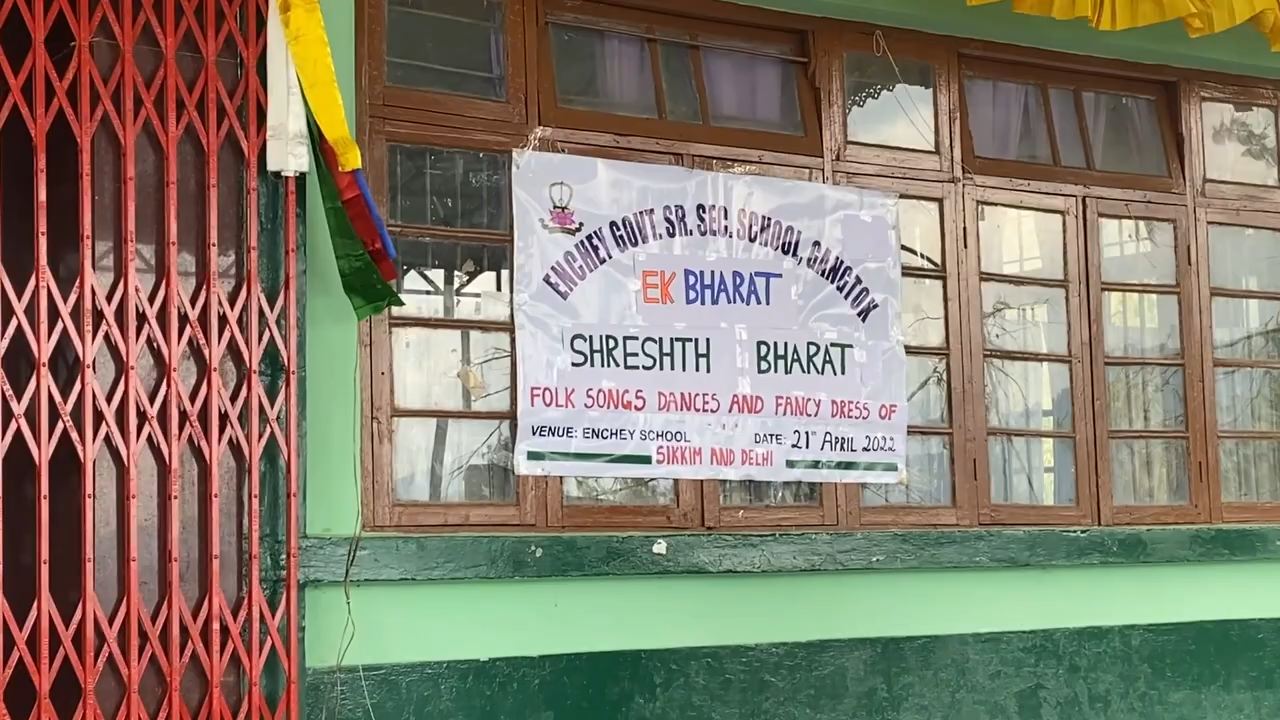 ENCHEY GOVT. SR. SEC. SCHOOL, GANGTOK
EK BHARAT
SHRESHTH BHARAT
FOLK SONGS DANCES AND FANCY DRESS OF
SIKKIM AND DELHI
VENUE: ENCHEY SCHOOL
DATE: 21st APRIL 2022